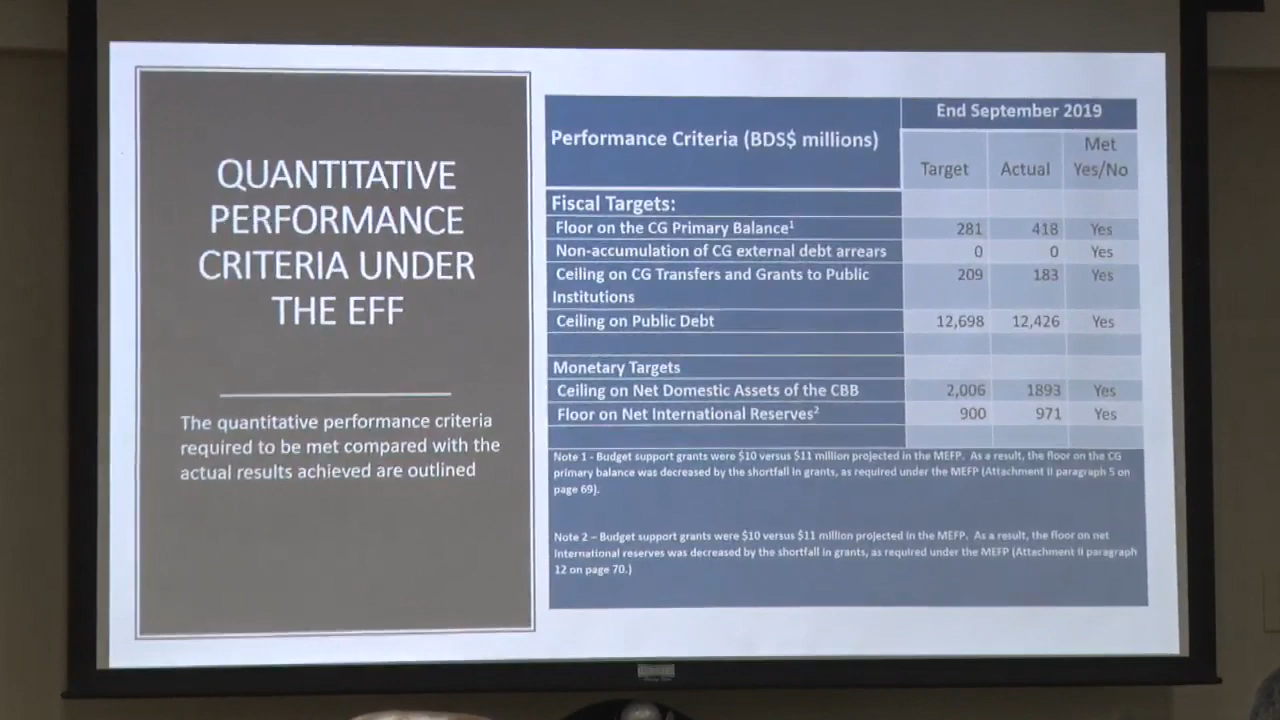 QUANTITATIVE
PERFORMANCE
CRITERIA UNDER
THE EFF
The quantitative performance criteria
required to be met compared with the
actual results achieved are outlined
Performance Criteria (BDS$ millions)
End September 2019
Target Actual Met Yes/No
Fiscal Targets:
Floor on the CG Primary Balance¹ 281 418 Yes
Non-accumulation of CG external debt arrears 0 0 Yes
Ceiling on CG Transfers and Grants to Public 209 183 Yes
Institutions
Ceiling on Public Debt 12,698 12,426 Yes
Monetary Targets
Ceiling on Net Domestic Assets of the CBB 2,006 1893 Yes
Floor on Net International Reserves² 900 971 Yes
Note 1 - Budget support grants were $10 versus $11 million projected in the MEFP. As a result, the floor on the CG
primary balance was decreased by the shortfall in grants, as required under the MEFP (Attachment II paragraph 5 on
page 69).
Note 2 – Budget support grants were $10 versus $11 million projected in the MEFP. As a result, the floor on net
international reserves was decreased by the shortfall in grants, as required under the MEFP (Attachment II paragraph
12 on page 70.)